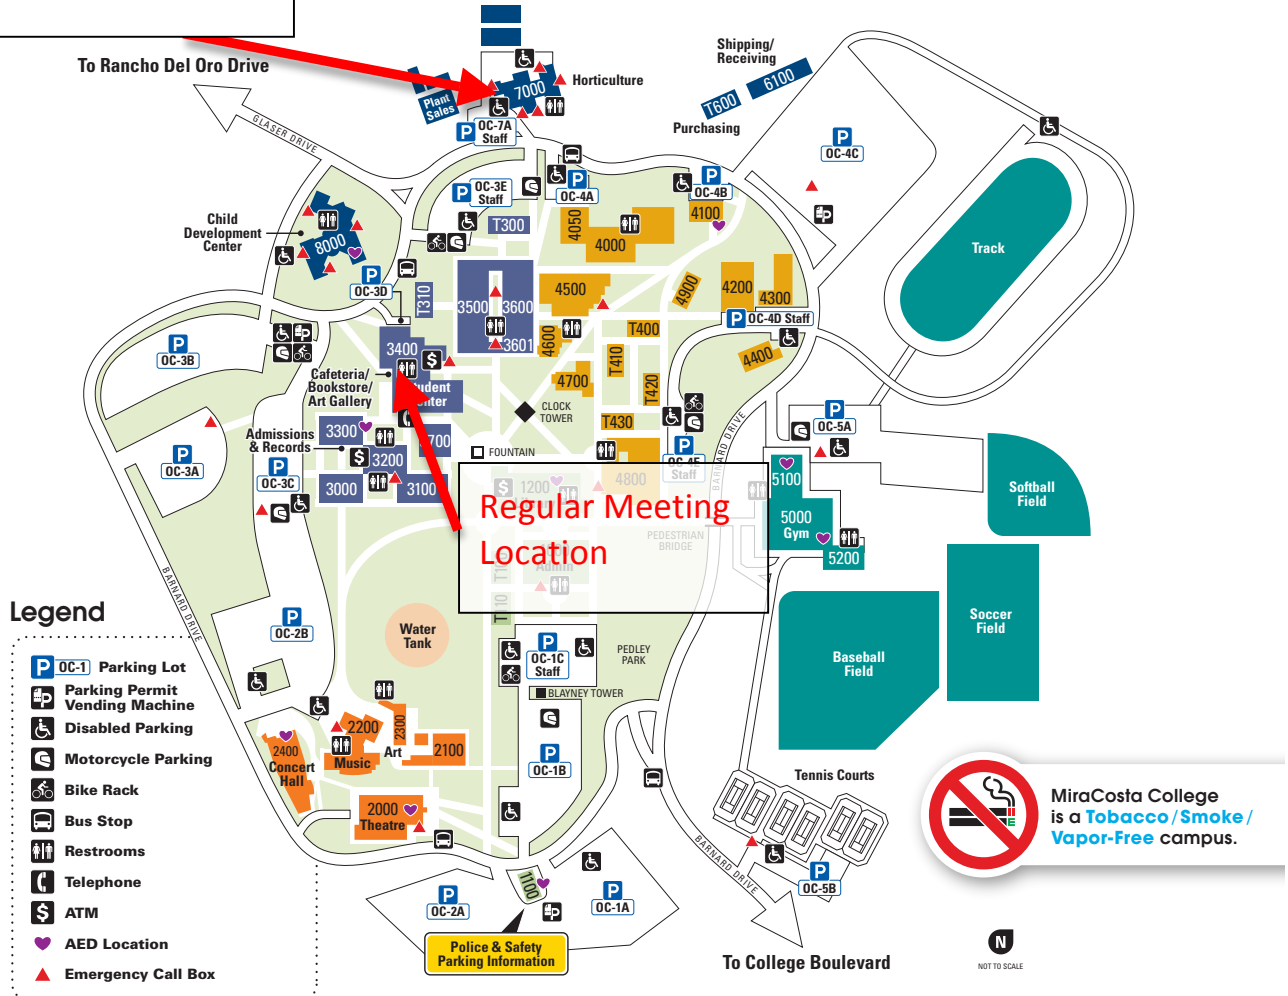 To Rancho Del Oro Drive
GLASER DRIVE
Plant
Sales
7000
Horticulture
OC-7A
Staff
Shipping/
Receiving
6100
T600
Purchasing
OC-4C
OC-3E
Staff
OC-4A
OC-4B
4100
T300
4050
4000
Child
Development
Center
8000
OC-3D
T310
3500
3600
3601
4500
4600
4900
4200
4300
OC-4D Staff
T400
T410
T420
T430
4400
4700
4800
Track
OC-3B
3400
Cafeteria/
Bookstore/
Art Gallery
CLOCK
TOWER
FOUNTAIN
3300
Admissions
& Records
3200
3000
3100
OC-3A
OC-3C
OC-4E
Staff
BARNARD DRIVE
OC-5A
5100
5000
Gym
5200
Softball
Field
Soccer
Field
Baseball
Field
1200
Regular Meeting
Location
PEDESTRIAN
BRIDGE
Admin
BARNARD DRIVE
OC-2B
Water
Tank
OC-1C
Staff
PEDLEY
PARK
BLAYNEY TOWER
OC-1B
2200
Music
2300
Art
2100
2400
Concert
Hall
2000
Theatre
Tennis Courts
BARNARD DRIVE
OC-5B
To College Boulevard
T100
OC-2A
OC-1A
Police & Safety
Parking Information
Legend
P OC-1 Parking Lot
Parking Permit
Vending Machine
Disabled Parking
Motorcycle Parking
Bike Rack
Bus Stop
Restrooms
Telephone
$ ATM
AED Location
Emergency Call Box
MiraCosta College
is a Tobacco/Smoke/
Vapor-Free campus.
N
NOT TO SCALE